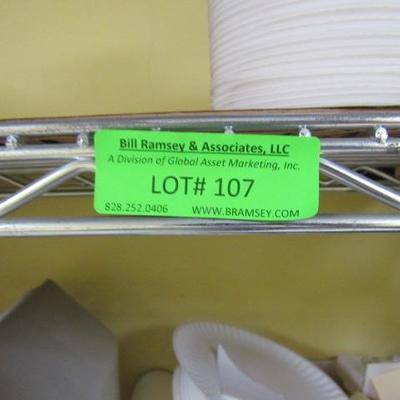 Bill Ramsey & Associates, LLC
A Division of Global Asset Marketing, Inc.
LOT# 107
828.252.0406 WWW.BRAMSEY.COM